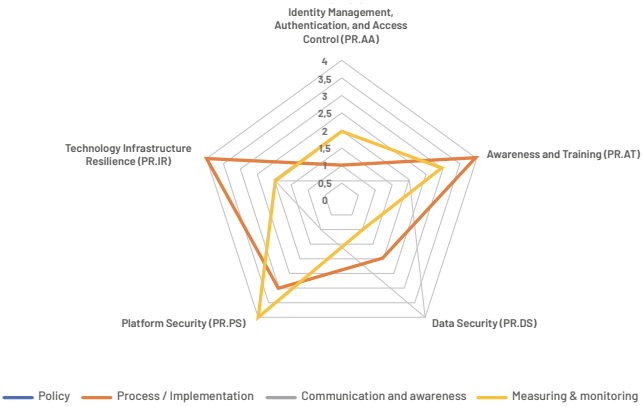 Identity Management,
Authentication, and Access
Control (PR.AA)
4
3,5
3
2,5
2
1,5
1
0,5
0
Technology Infrastructure
Resilience (PR.IR)
Awareness and Training (PR.AT)
Platform Security (PR.PS)
Data Security (PR.DS)
Policy
Process / Implementation
Communication and awareness
Measuring & monitoring